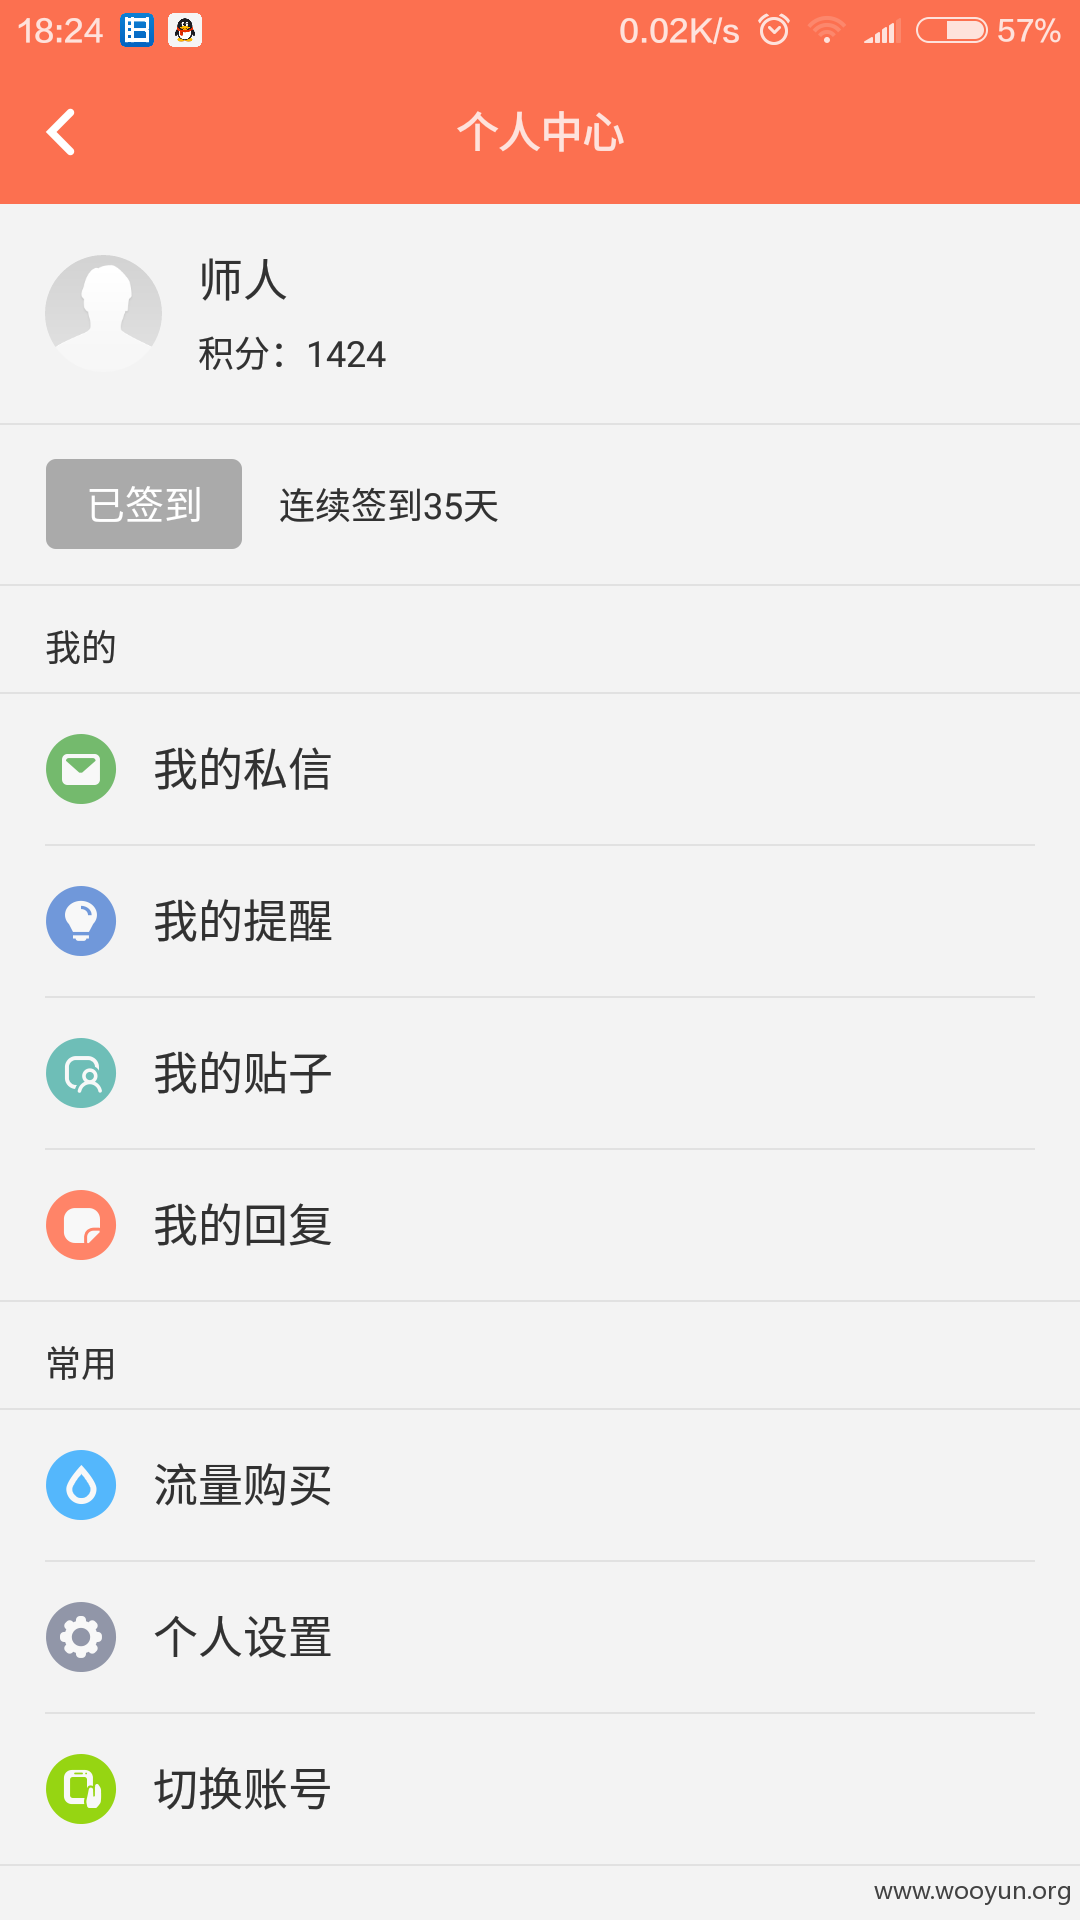 18:24 0.02K/s 57%
个人中心
师人
积分：1424
已签到 连续签到35天
我的
我的私信
我的提醒
我的贴子
我的回复
常用
流量购买
个人设置
切换账号
www.wooyun.org